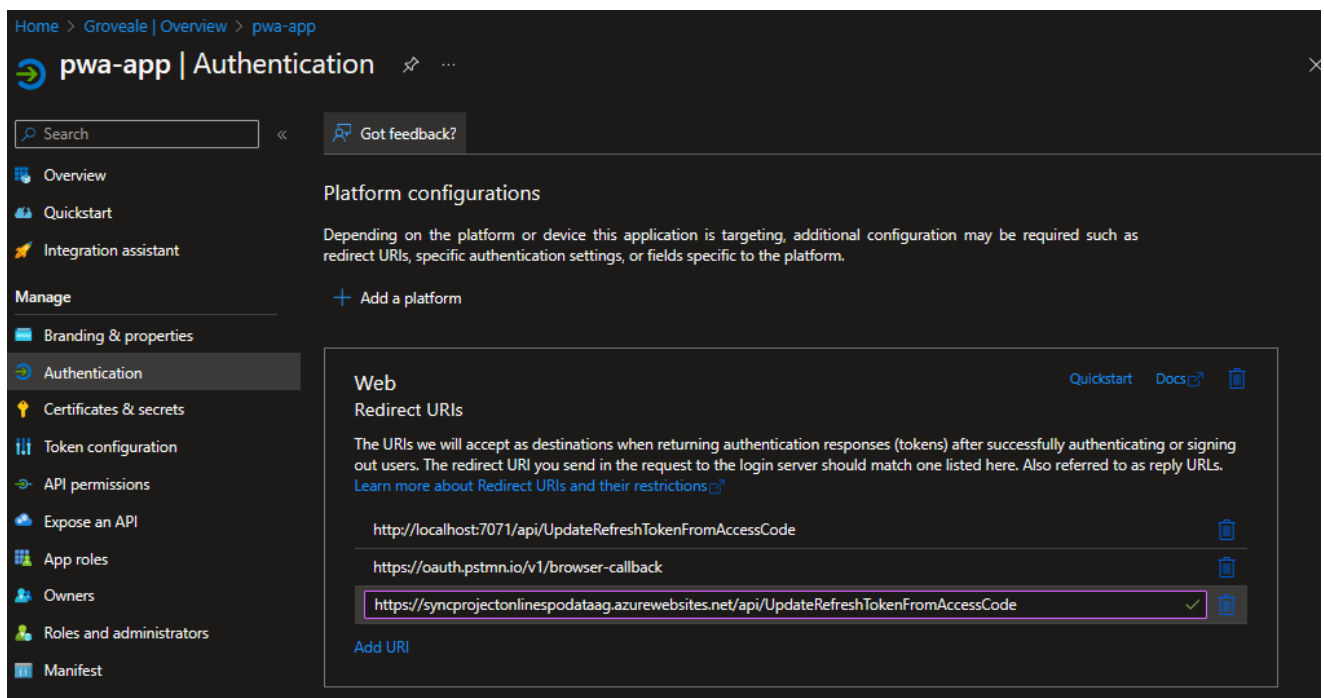 Home > Groveale | Overview > pwa-app
pwa-app | Authentication
Search
Got feedback?
Overview
Quickstart
Integration assistant
Manage
Branding & properties
Authentication
Certificates & secrets
Token configuration
API permissions
Expose an API
App roles
Owners
Roles and administrators
Manifest
Platform configurations
Depending on the platform or device this application is targeting, additional configuration may be required such as
redirect URIs, specific authentication settings, or fields specific to the platform.
Add a platform
Web
Quickstart Docs
Redirect URIs
The URIs we will accept as destinations when returning authentication responses (tokens) after successfully authenticating or signing
out users. The redirect URI you send in the request to the login server should match one listed here. Also referred to as reply URLs.
Learn more about Redirect URIs and their restrictions
http://localhost:7071/api/UpdateRefreshTokenFromAccessCode
https://oauth.pstmn.io/v1/browser-callback
https://syncprojectonlinespodataag.azurewebsites.net/api/UpdateRefreshTokenFromAccessCode
Add URI